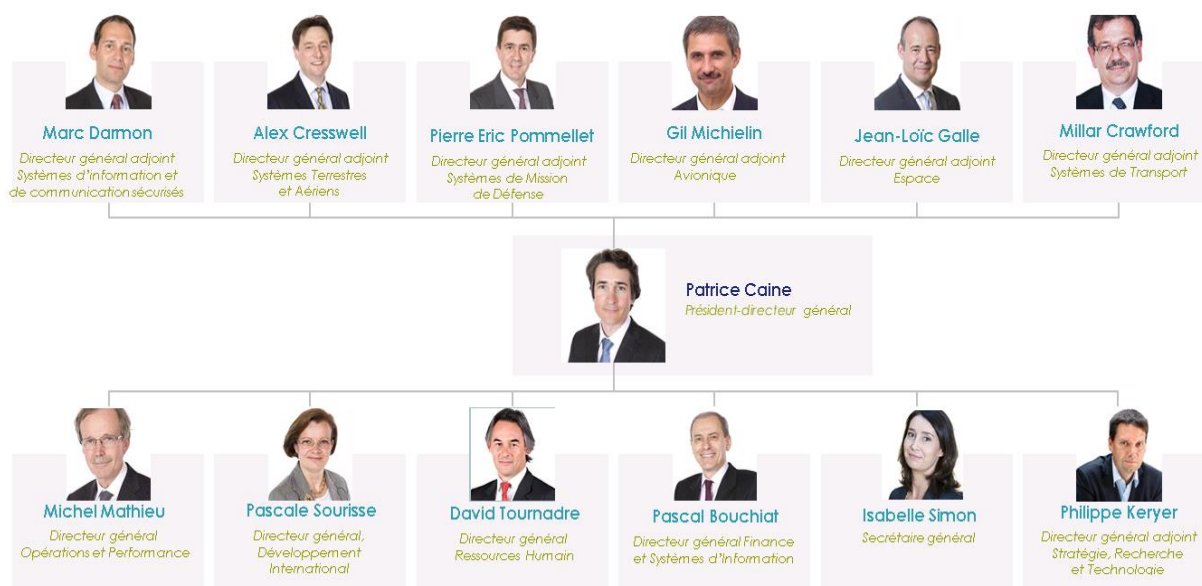 Marc Darmon
Directeur général adjoint
Systèmes d'information et
de communication sécurisés
Alex Cresswell
Directeur général adjoint
Systèmes Terrestres
et Aériens
Pierre Eric Pommellet
Directeur général adjoint
Systèmes de Mission
de Défense
Gil Michielin
Directeur général adjoint
Avionique
Jean-Loïc Galle
Directeur général adjoint
Espace
Millar Crawford
Directeur général adjoint
Systèmes de Transport
Patrice Caine
Président-directeur général
Michel Mathieu
Directeur général
Opérations et Performance
Pascale Sourisse
Directeur général,
Développement
International
David Tournadre
Directeur général
Ressources Humain
Pascal Bouchiat
Directeur général Finance
et Systèmes d'Information
Isabelle Simon
Secrétaire général
Philippe Keryer
Directeur général adjoint
Stratégie, Recherche
et Technologie